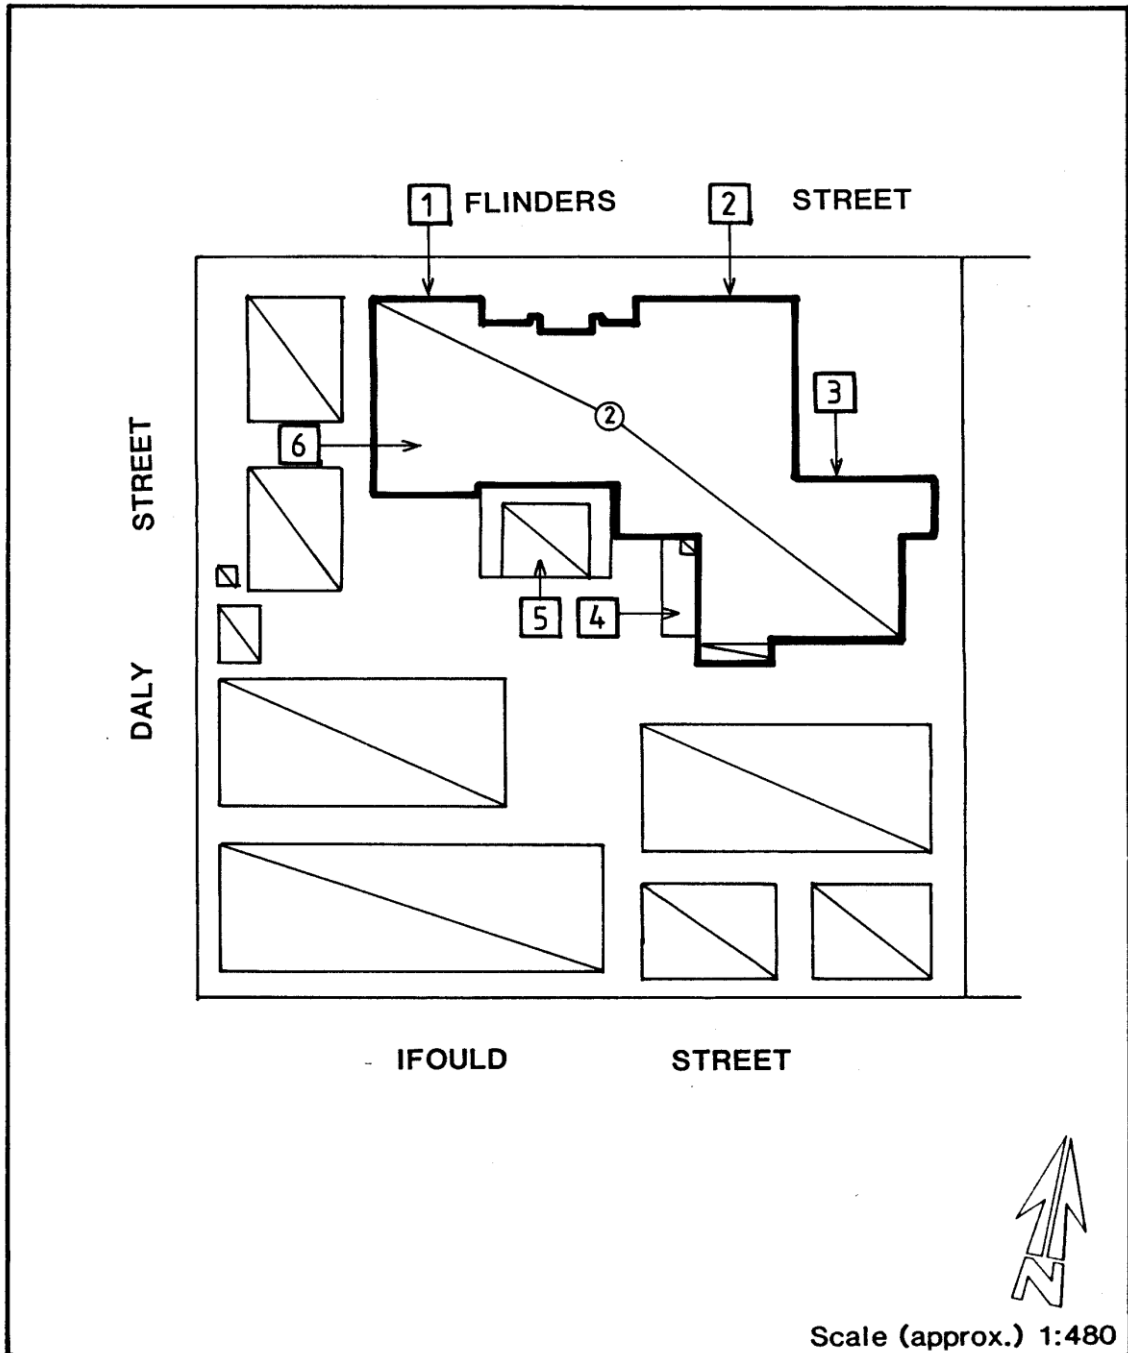 1 FLINDERS 2 STREET
3
6
2
DALY STREET
5 4
IFOULD STREET
N
Scale (approx.) 1:480